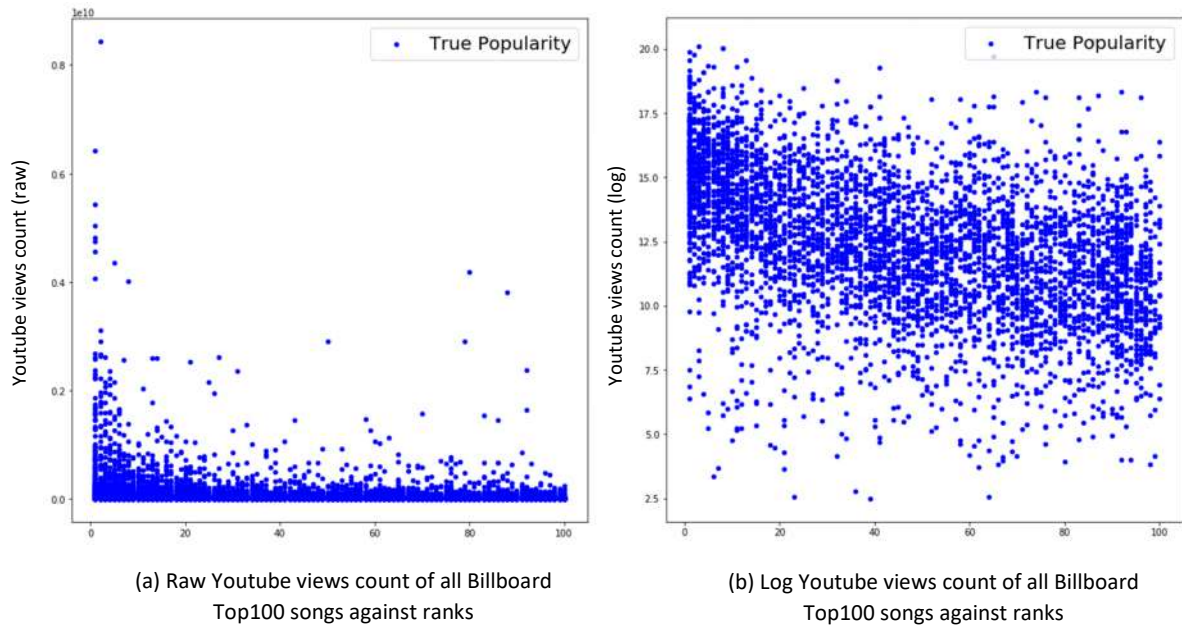 1e10
True Popularity
0.8
0.6
0.4
0.2
0.0
0 20 40 60 80 100
Youtube views count (raw)
(a) Raw Youtube views count of all Billboard
Top100 songs against ranks
True Popularity
20.0
17.5
15.0
12.5
10.0
7.5
5.0
2.5
0 20 40 60 80 100
Youtube views count (log)
(b) Log Youtube views count of all Billboard
Top100 songs against ranks